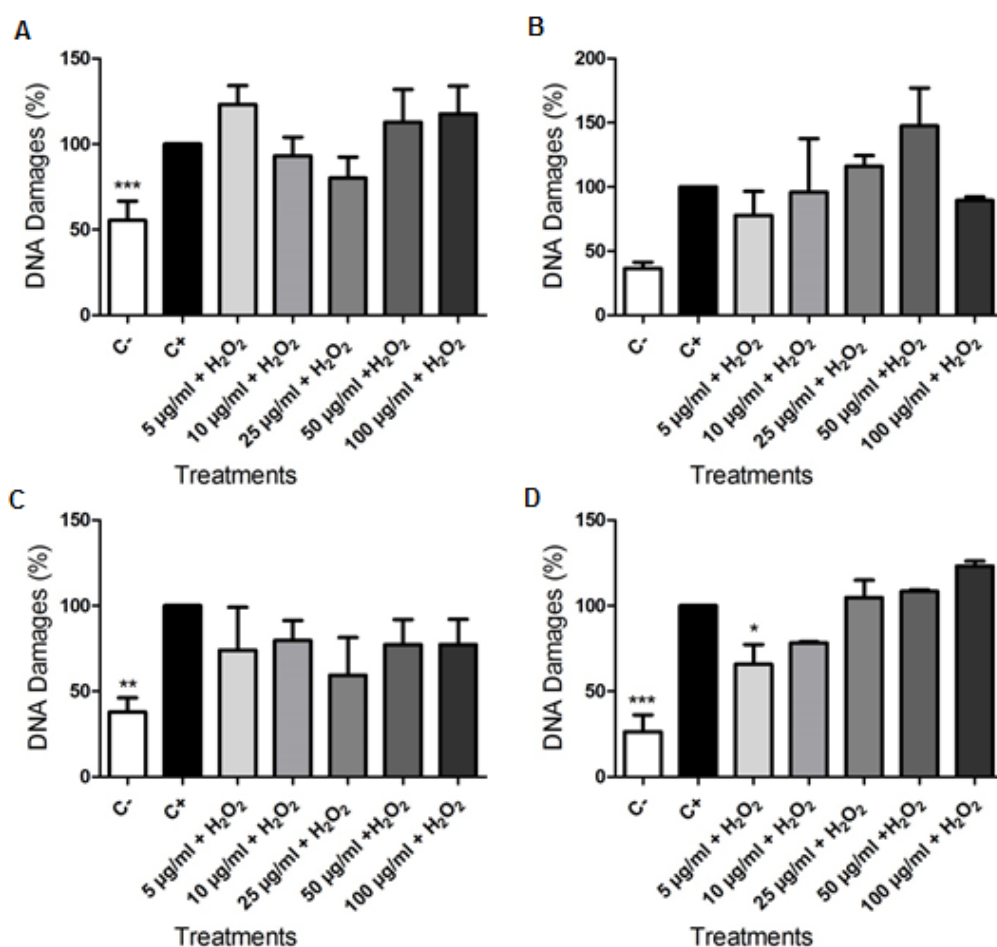 A
DNA Damages (%)
150
100
50
0
***
C-
C+
5 µg/ml + H₂O₂
10 µg/ml + H₂O₂
25 µg/ml + H₂O₂
50 µg/ml +H₂O₂
100 µg/ml + H₂O₂
Treatments
B
DNA Damages (%)
200
150
100
50
0
C-
C+
5 µg/ml + H₂O₂
10 µg/ml + H₂O₂
25 µg/ml + H₂O₂
50 µg/ml +H₂O₂
100 µg/ml + H₂O₂
Treatments
C
DNA Damages (%)
150
100
50
0
**
C-
C+
5 µg/ml + H₂O₂
10 µg/ml + H₂O₂
25 µg/ml + H₂O₂
50 µg/ml +H₂O₂
100 µg/ml + H₂O₂
Treatments
D
DNA Damages (%)
150
100
50
0
***
*
C-
C+
5 µg/ml + H₂O₂
10 µg/ml + H₂O₂
25 µg/ml + H₂O₂
50 µg/ml +H₂O₂
100 µg/ml + H₂O₂
Treatments